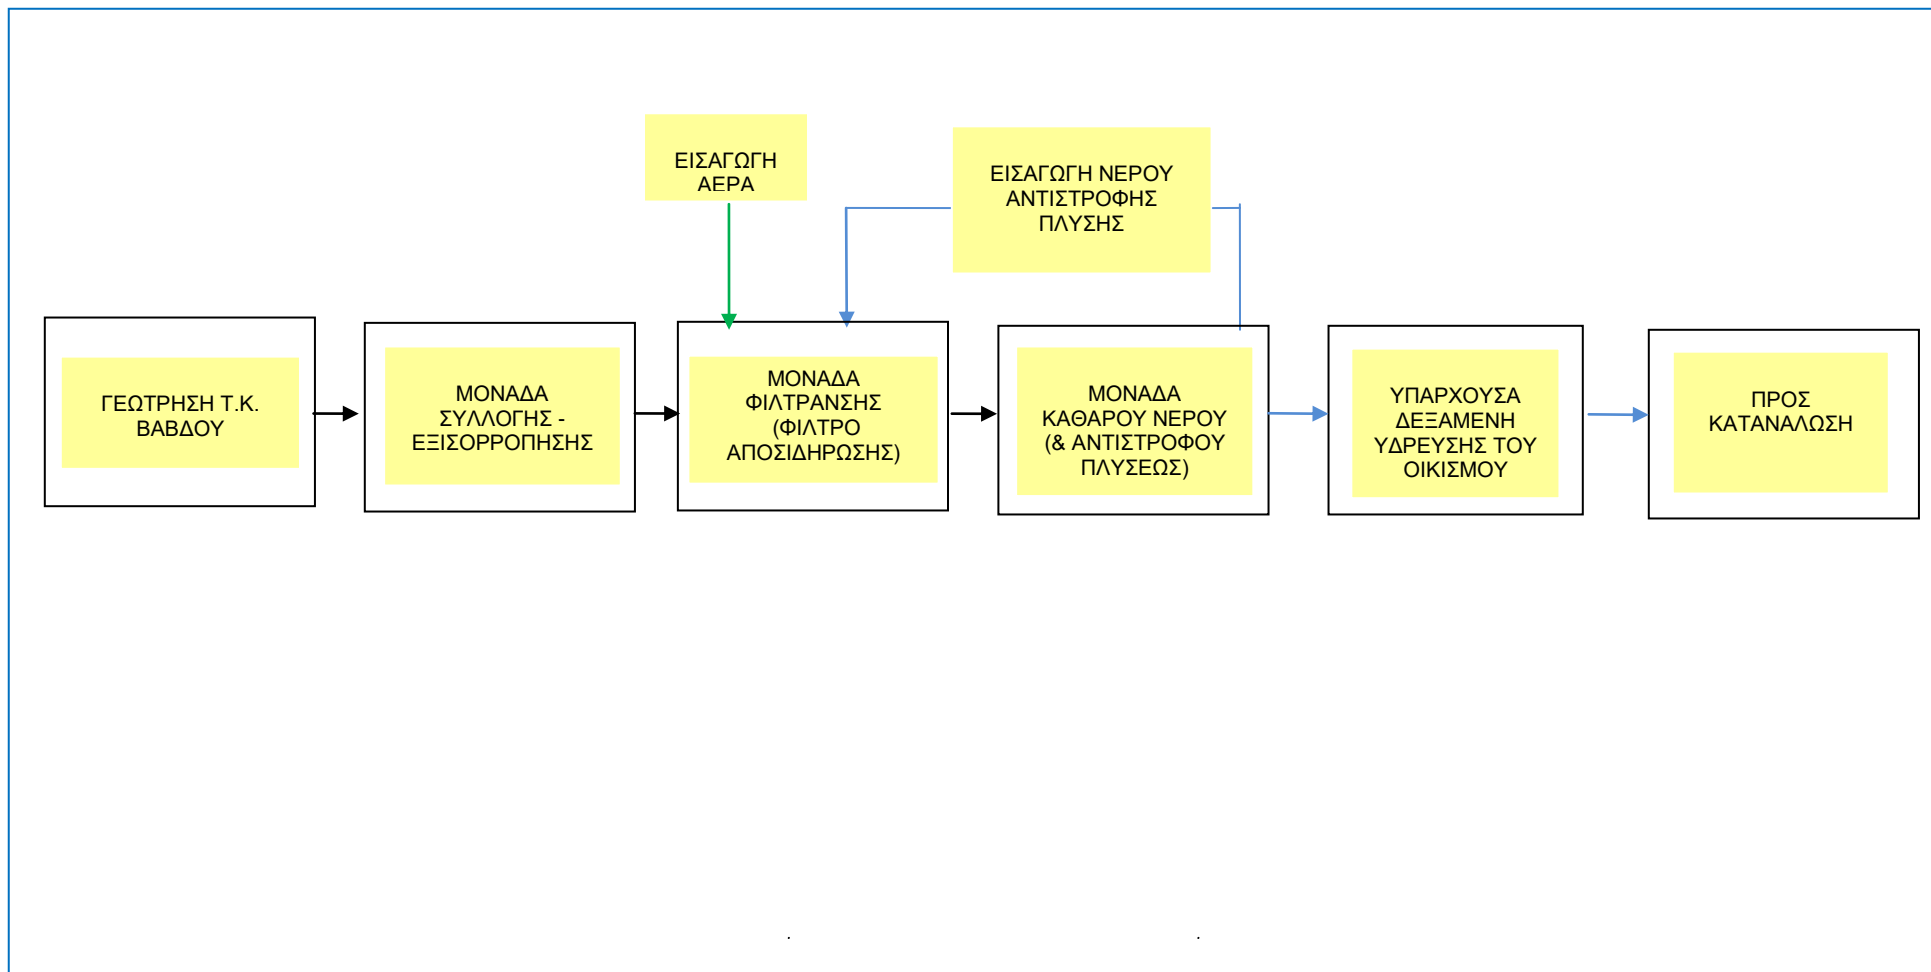 ΕΙΣΑΓΩΓΗ
ΑΕΡΑ
ΕΙΣΑΓΩΓΗ ΝΕΡΟΥ
ΑΝΤΙΣΤΡΟΦΗΣ
ΠΛΥΣΗΣ
ΓΕΩΤΡΗΣΗ Τ.Κ.
ΒΑΒΔΟΥ
ΜΟΝΑΔΑ
ΣΥΛΛΟΓΗΣ -
ΕΞΙΣΟΡΡΟΠΗΣΗΣ
ΜΟΝΑΔΑ
ΦΙΛΤΡΑΝΣΗΣ
(ΦΙΛΤΡΟ
ΑΠΟΣΙΔΗΡΩΣΗΣ)
ΜΟΝΑΔΑ
ΚΑΘΑΡΟΥ ΝΕΡΟΥ
(& ΑΝΤΙΣΤΡΟΦΟΥ
ΠΛΥΣΕΩΣ)
ΥΠΑΡΧΟΥΣΑ
ΔΕΞΑΜΕΝΗ
ΥΔΡΕΥΣΗΣ ΤΟΥ
ΟΙΚΙΣΜΟΥ
ΠΡΟΣ
ΚΑΤΑΝΑΛΩΣΗ